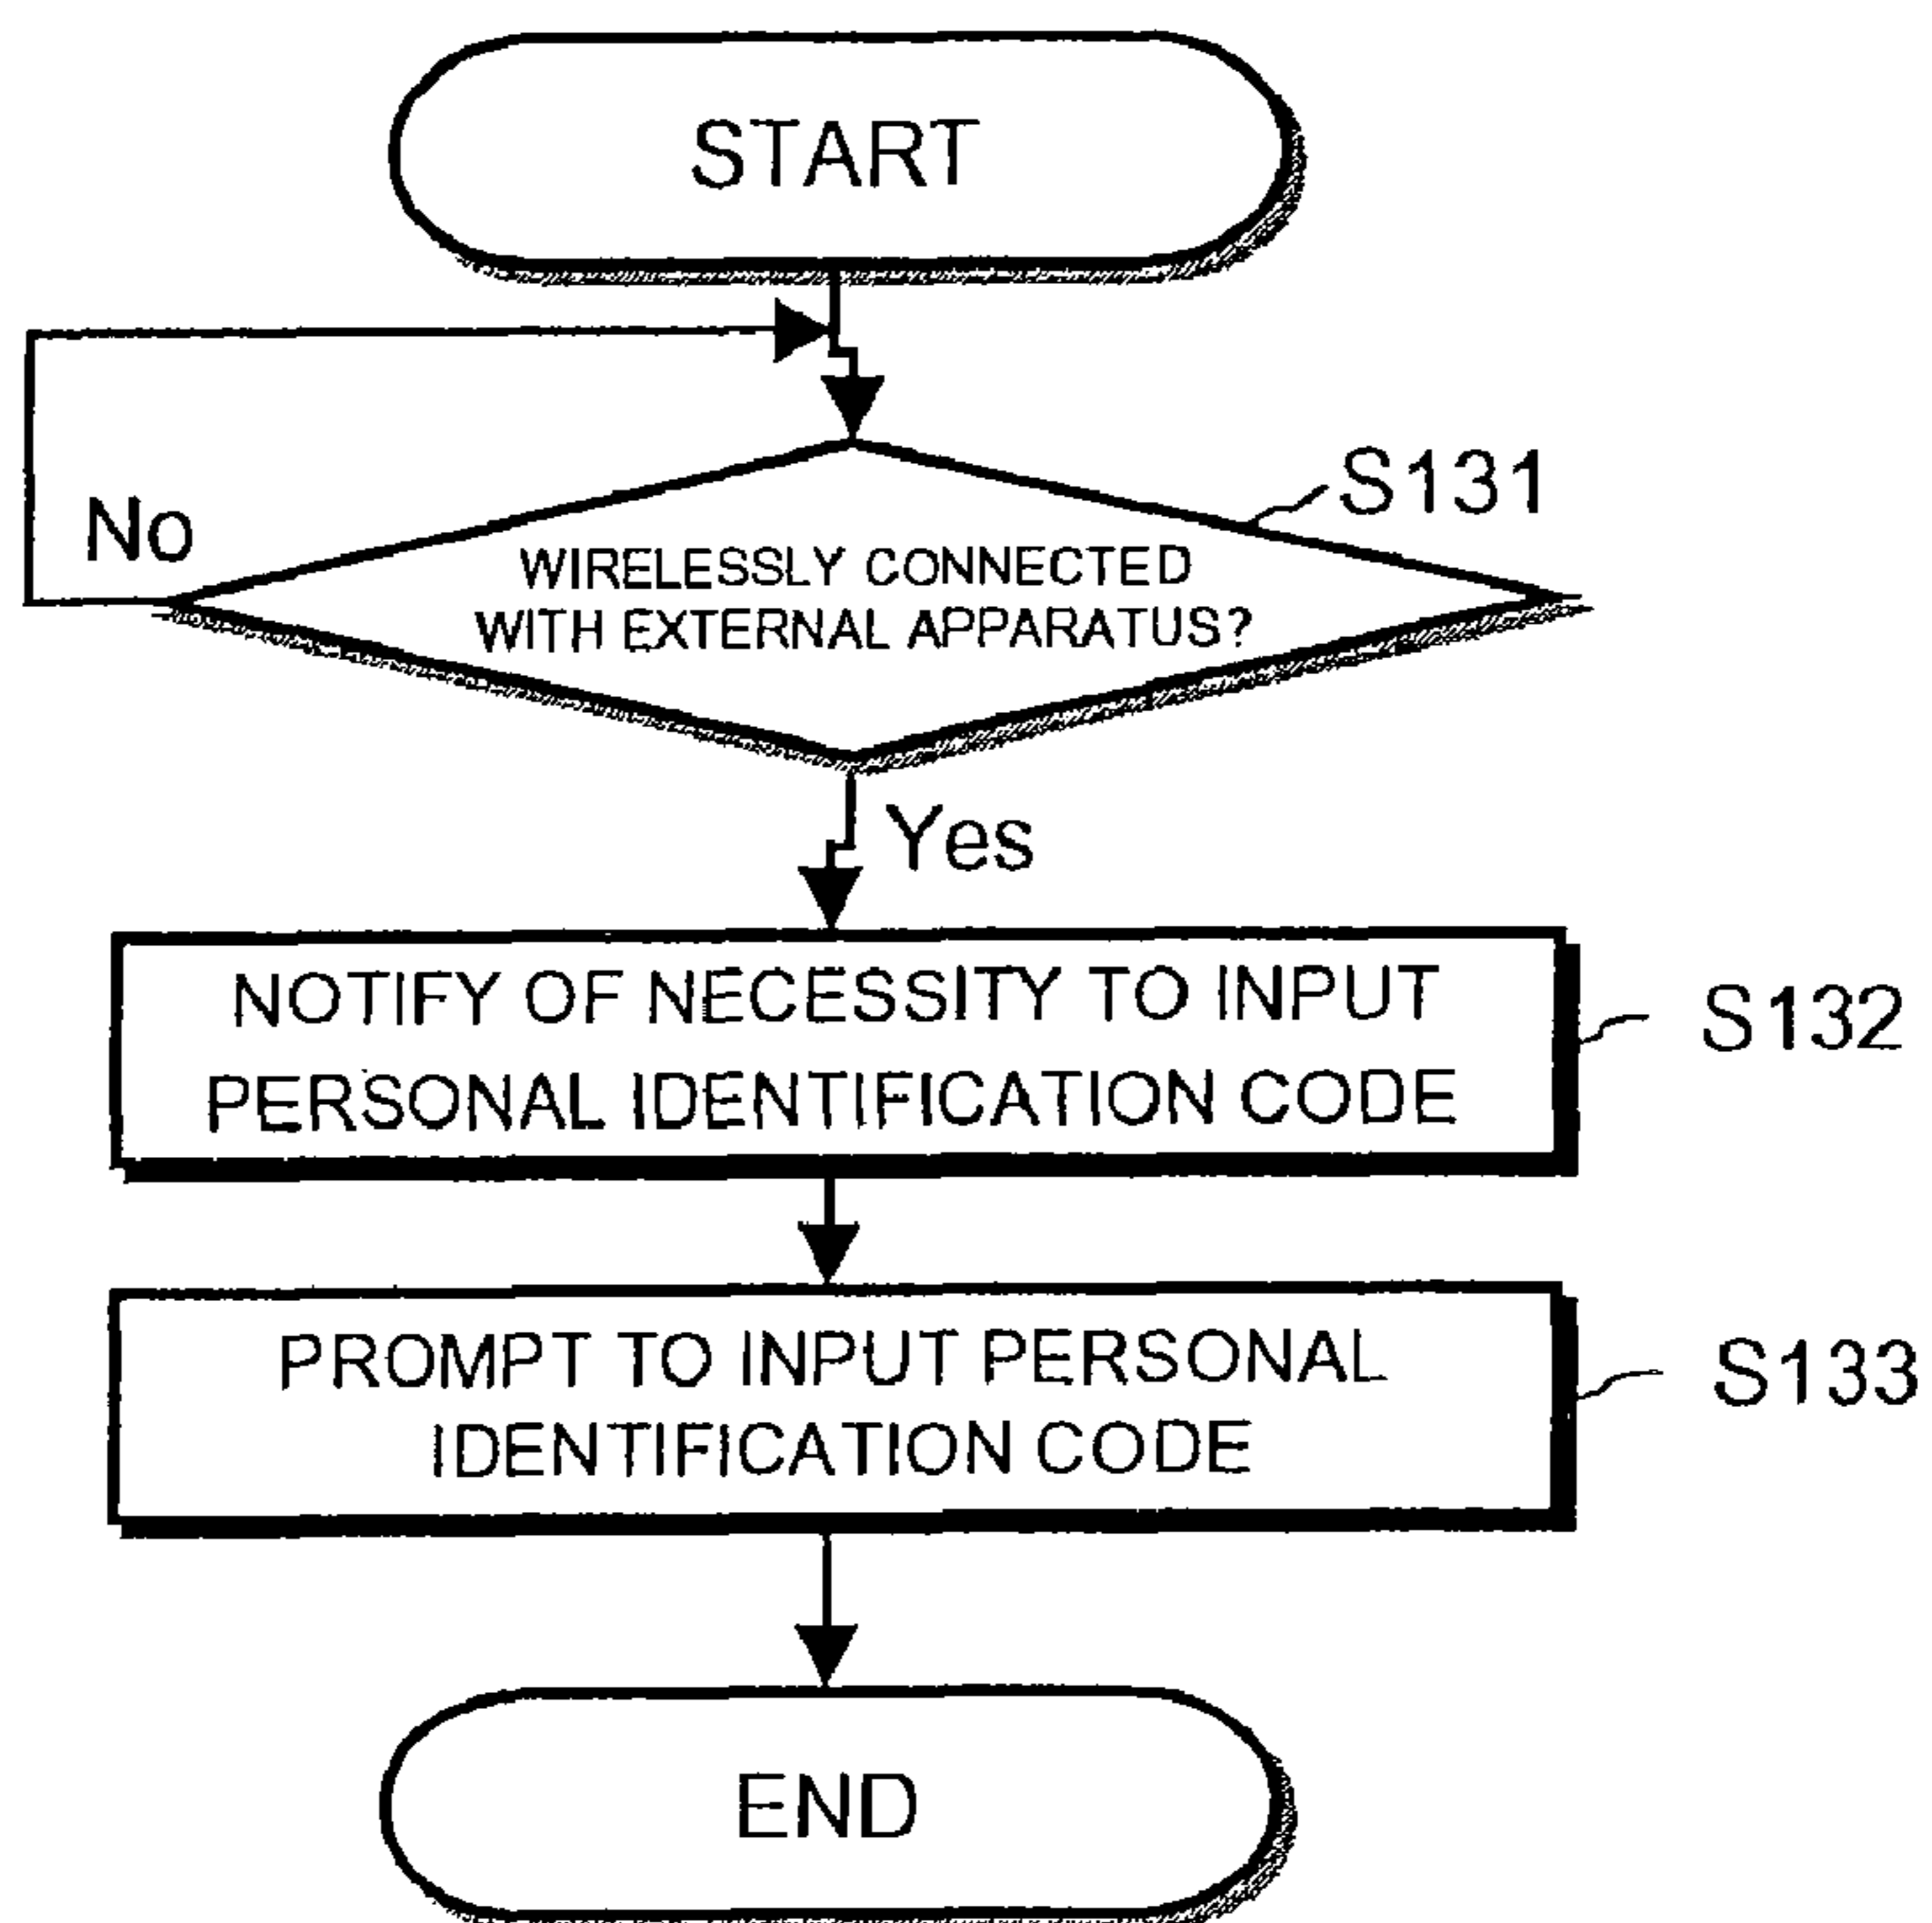 START
No
S131
WIRELESSLY CONNECTED
WITH EXTERNAL APPARATUS?
Yes
NOTIFY OF NECESSITY TO INPUT
PERSONAL IDENTIFICATION CODE
S132
PROMPT TO INPUT PERSONAL
IDENTIFICATION CODE
S133
END